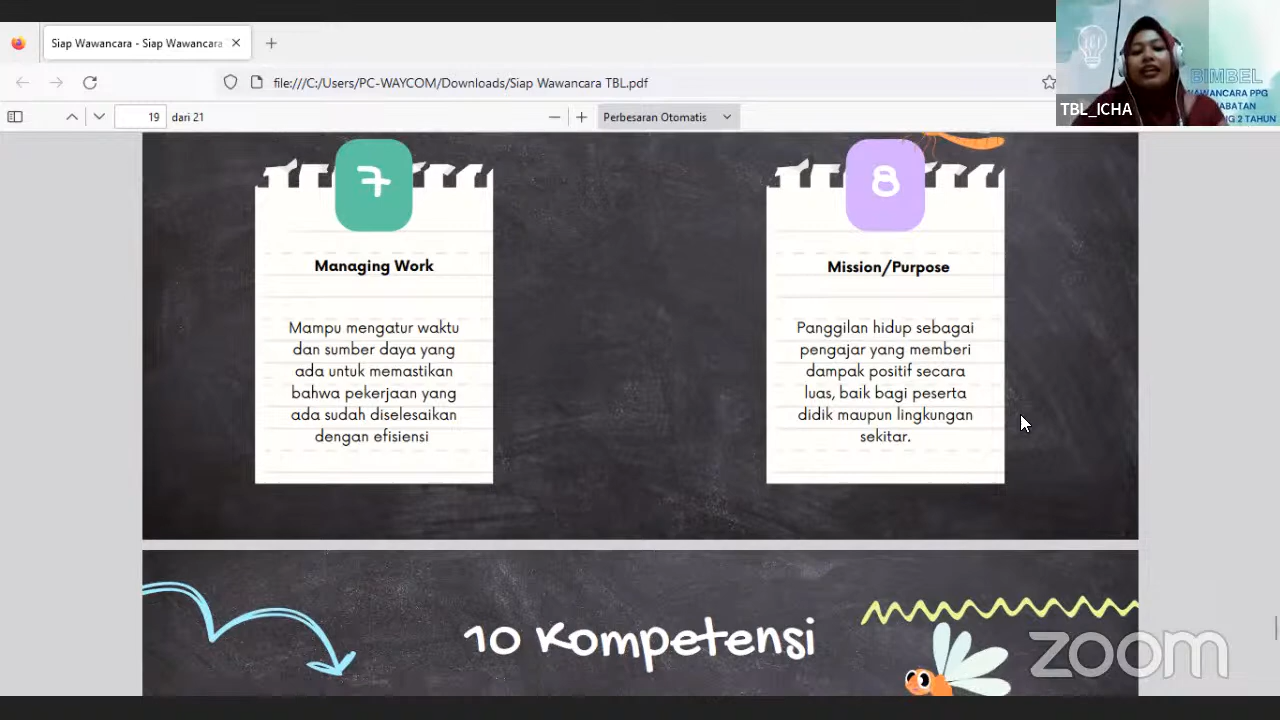 Siap Wawancara - Siap Wawancara
file:///C:/Users/PC-WAYCOM/Downloads/Siap Wawancara TBL.pdf
19 dari 21
Perbesaran Otomatis
BIMBEL
WAWANCARA PPG
2 TAHUN
TBL_ICHA
7
Managing Work
Mampu mengatur waktu
dan sumber daya yang
ada untuk memastikan
bahwa pekerjaan yang
ada sudah diselesaikan
dengan efisiensi
8
Mission/Purpose
Panggilan hidup sebagai
pengajar yang memberi
dampak positif secara
luas, baik bagi peserta
didik maupun lingkungan
sekitar.
10 Kompetensi
zoom